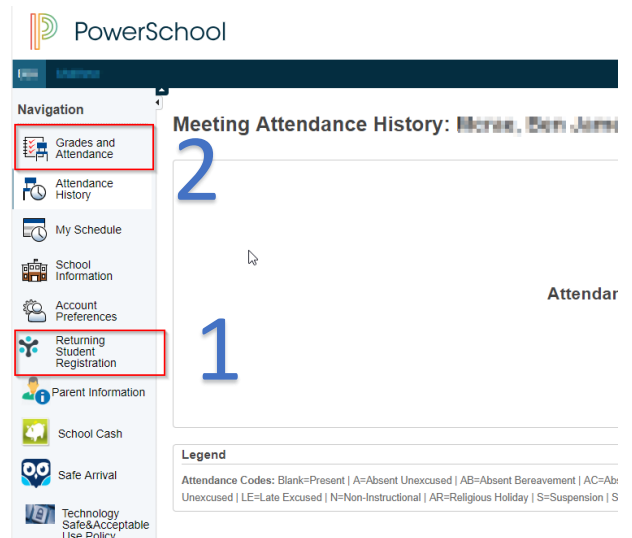 PowerSchool
Navigation
Grades and
Attendance
Attendance
History
My Schedule
School
Information
Account
Preferences
Returning
Student
Registration
Parent Information
School Cash
Safe Arrival
Technology
Safe&Acceptable
Use Policy
Meeting Attendance History:
2
Attendan
1
Legend
Attendance Codes: Blank=Present | A=Absent Unexcused | AB=Absent Bereavement | AC=Abs
Unexcused | LE=Late Excused | N=Non-Instructional | AR=Religious Holiday | S=Suspension | S